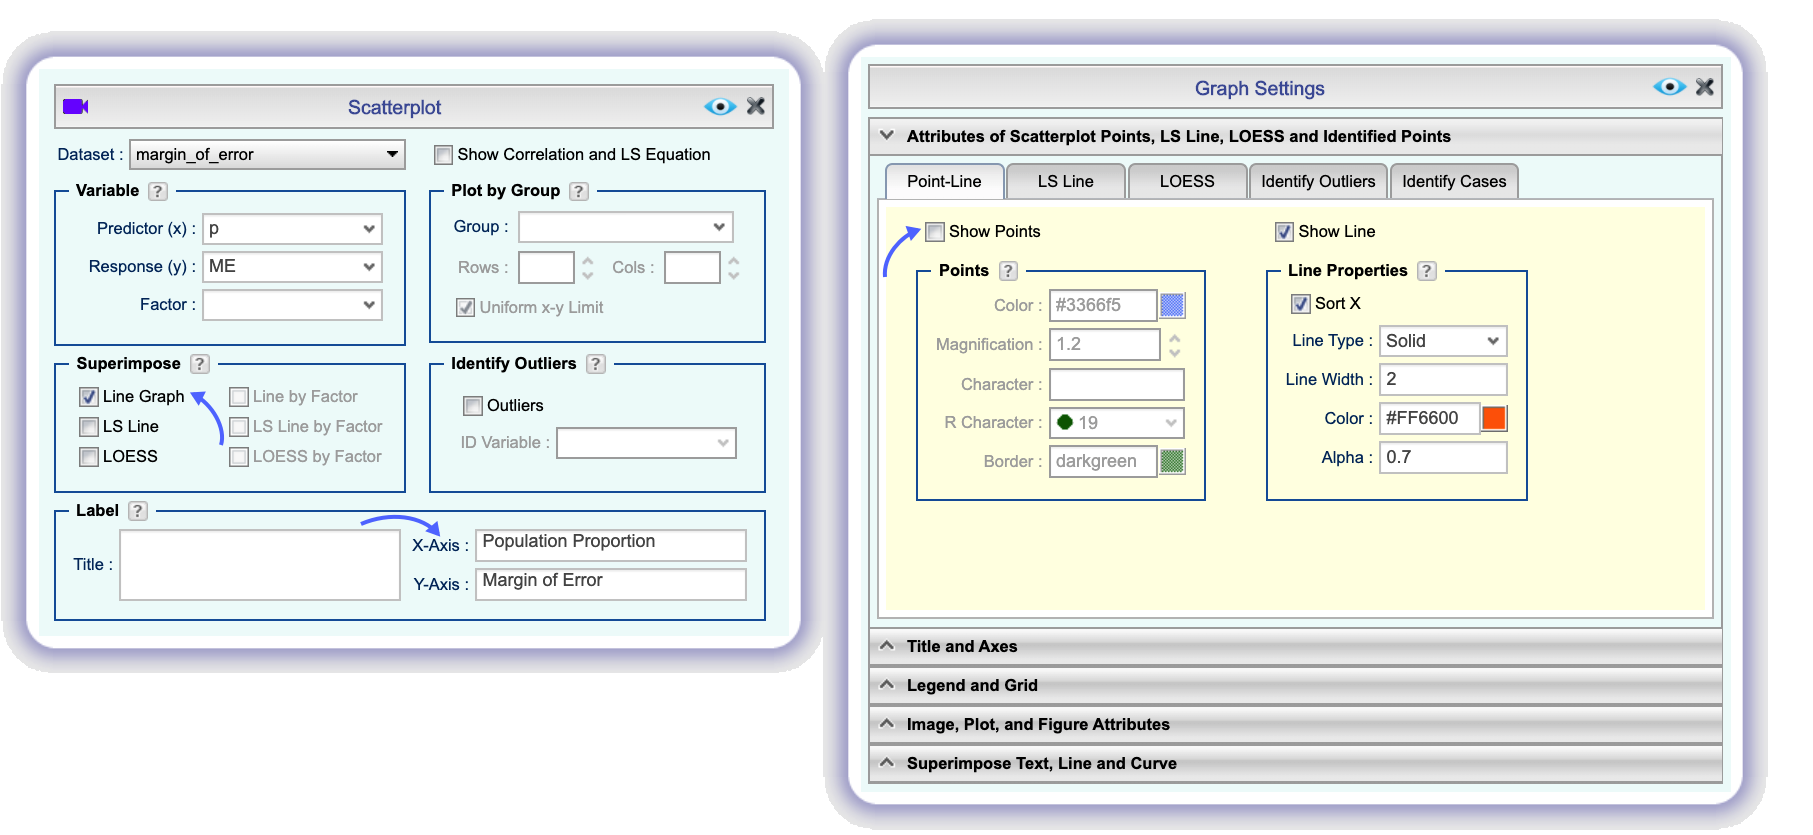 Scatterplot
Dataset : margin_of_error
Show Correlation and LS Equation
Variable ?
Predictor (x) : p
Response (y) : ME
Factor :
Plot by Group ?
Group :
Rows : Cols :
Uniform x-y Limit
Superimpose ?
Line Graph Line by Factor
LS Line LS Line by Factor
LOESS LOESS by Factor
Identify Outliers ?
Outliers
ID Variable :
Label ?
Title :
X-Axis : Population Proportion
Y-Axis : Margin of Error
Graph Settings
Attributes of Scatterplot Points, LS Line, LOESS and Identified Points
Point-Line LS Line LOESS Identify Outliers Identify Cases
Show Points Show Line
Points ?
Color : #3366f5
Magnification : 1.2
Character :
R Character : 19
Border : darkgreen
Line Properties ?
Sort X
Line Type : Solid
Line Width : 2
Color : #FF6600
Alpha : 0.7
Title and Axes
Legend and Grid
Image, Plot, and Figure Attributes
Superimpose Text, Line and Curve